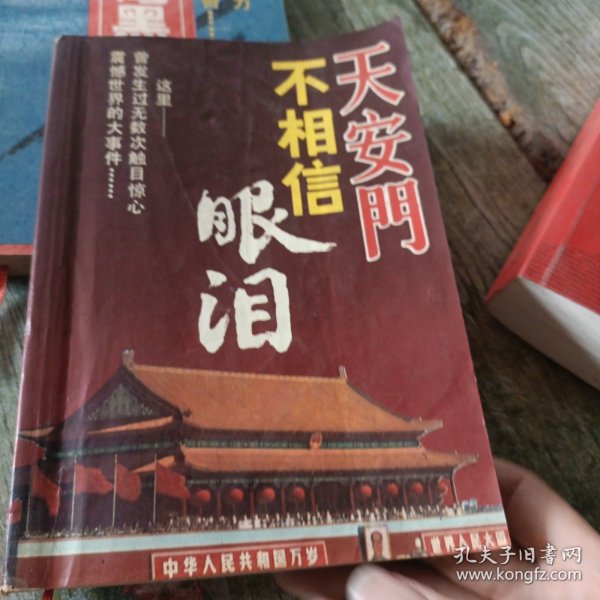 天安門
不相信
眼泪
这里——
曾发生过无数次触目惊心
震撼世界的大事件……
中华人民共和国万岁
世界人民大团
黑
孔夫子旧书网
www.kongfz.com